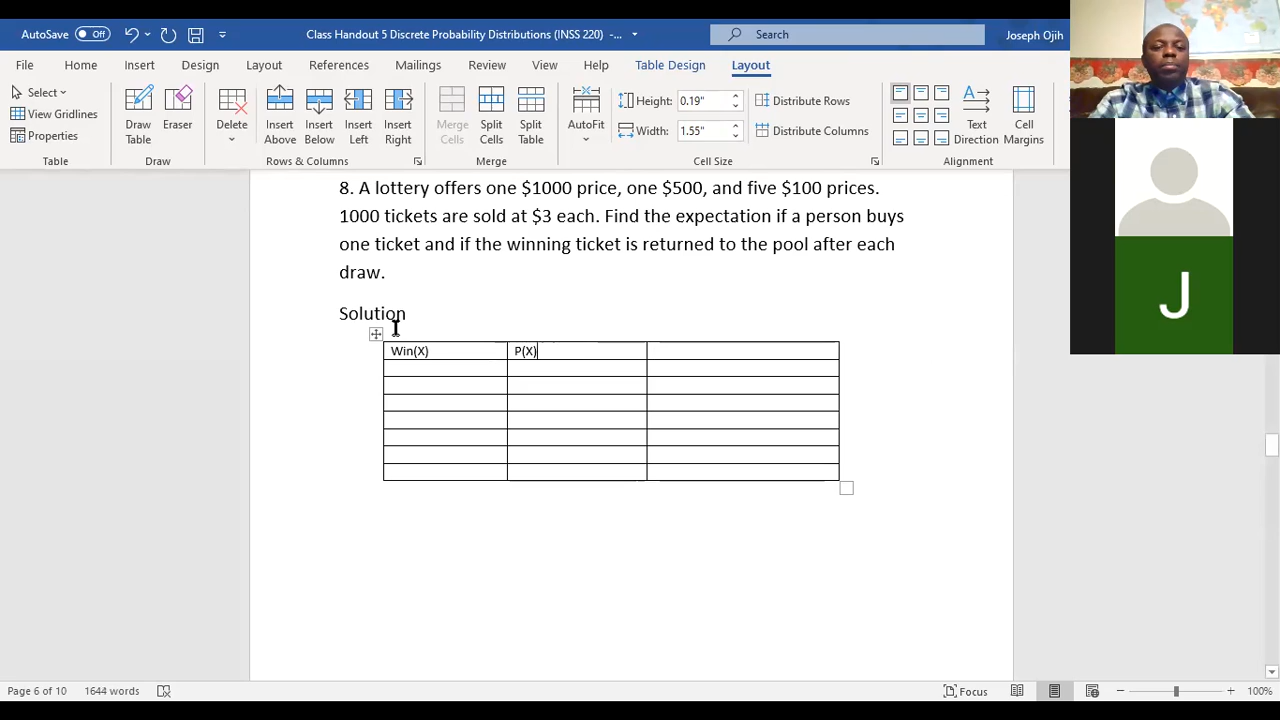 AutoSave Off
Class Handout 5 Discrete Probability Distributions (INSS 220) -...
Search
Joseph Ojih
File Home Insert Design Layout References Mailings Review View Help Table Design Layout
Select
View Gridlines
Properties
Table
Draw Table
Eraser
Draw
Delete
Insert Above
Insert Below
Insert Left
Insert Right
Rows & Columns
Merge Cells
Split Cells
Split Table
Merge
AutoFit
Height: 0.19"
Width: 1.55"
Distribute Rows
Distribute Columns
Cell Size
Text Direction
Cell Margins
Alignment
8. A lottery offers one $1000 price, one $500, and five $100 prices.
1000 tickets are sold at $3 each. Find the expectation if a person buys
one ticket and if the winning ticket is returned to the pool after each
draw.
Solution
Win(X) P(X)
J
Page 6 of 10 1644 words Focus 100%